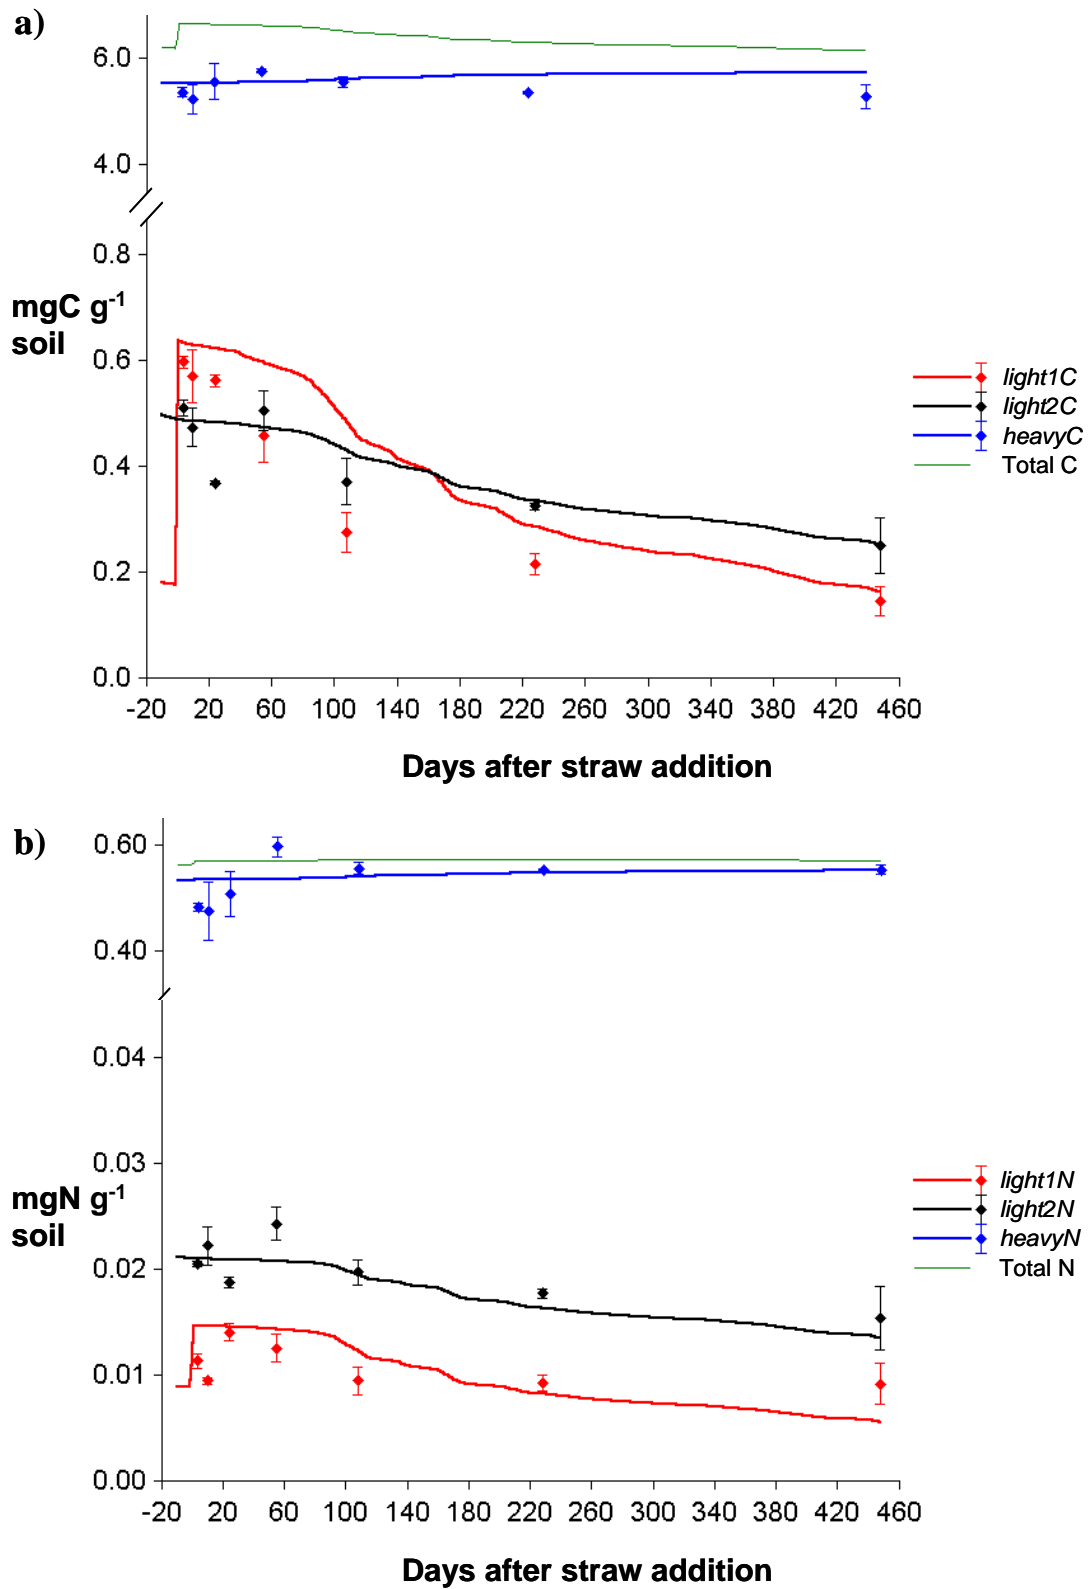 a)
6.0
4.0
0.8
0.6
0.4
0.2
0.0
mgC g-1
soil
-20 20 60 100 140 180 220 260 300 340 380 420 460
Days after straw addition
light1C
light2C
heavyC
Total C
b)
0.60
0.40
0.04
0.03
0.02
0.01
0.00
mgN g-1
soil
-20 20 60 100 140 180 220 260 300 340 380 420 460
Days after straw addition
light1N
light2N
heavyN
Total N